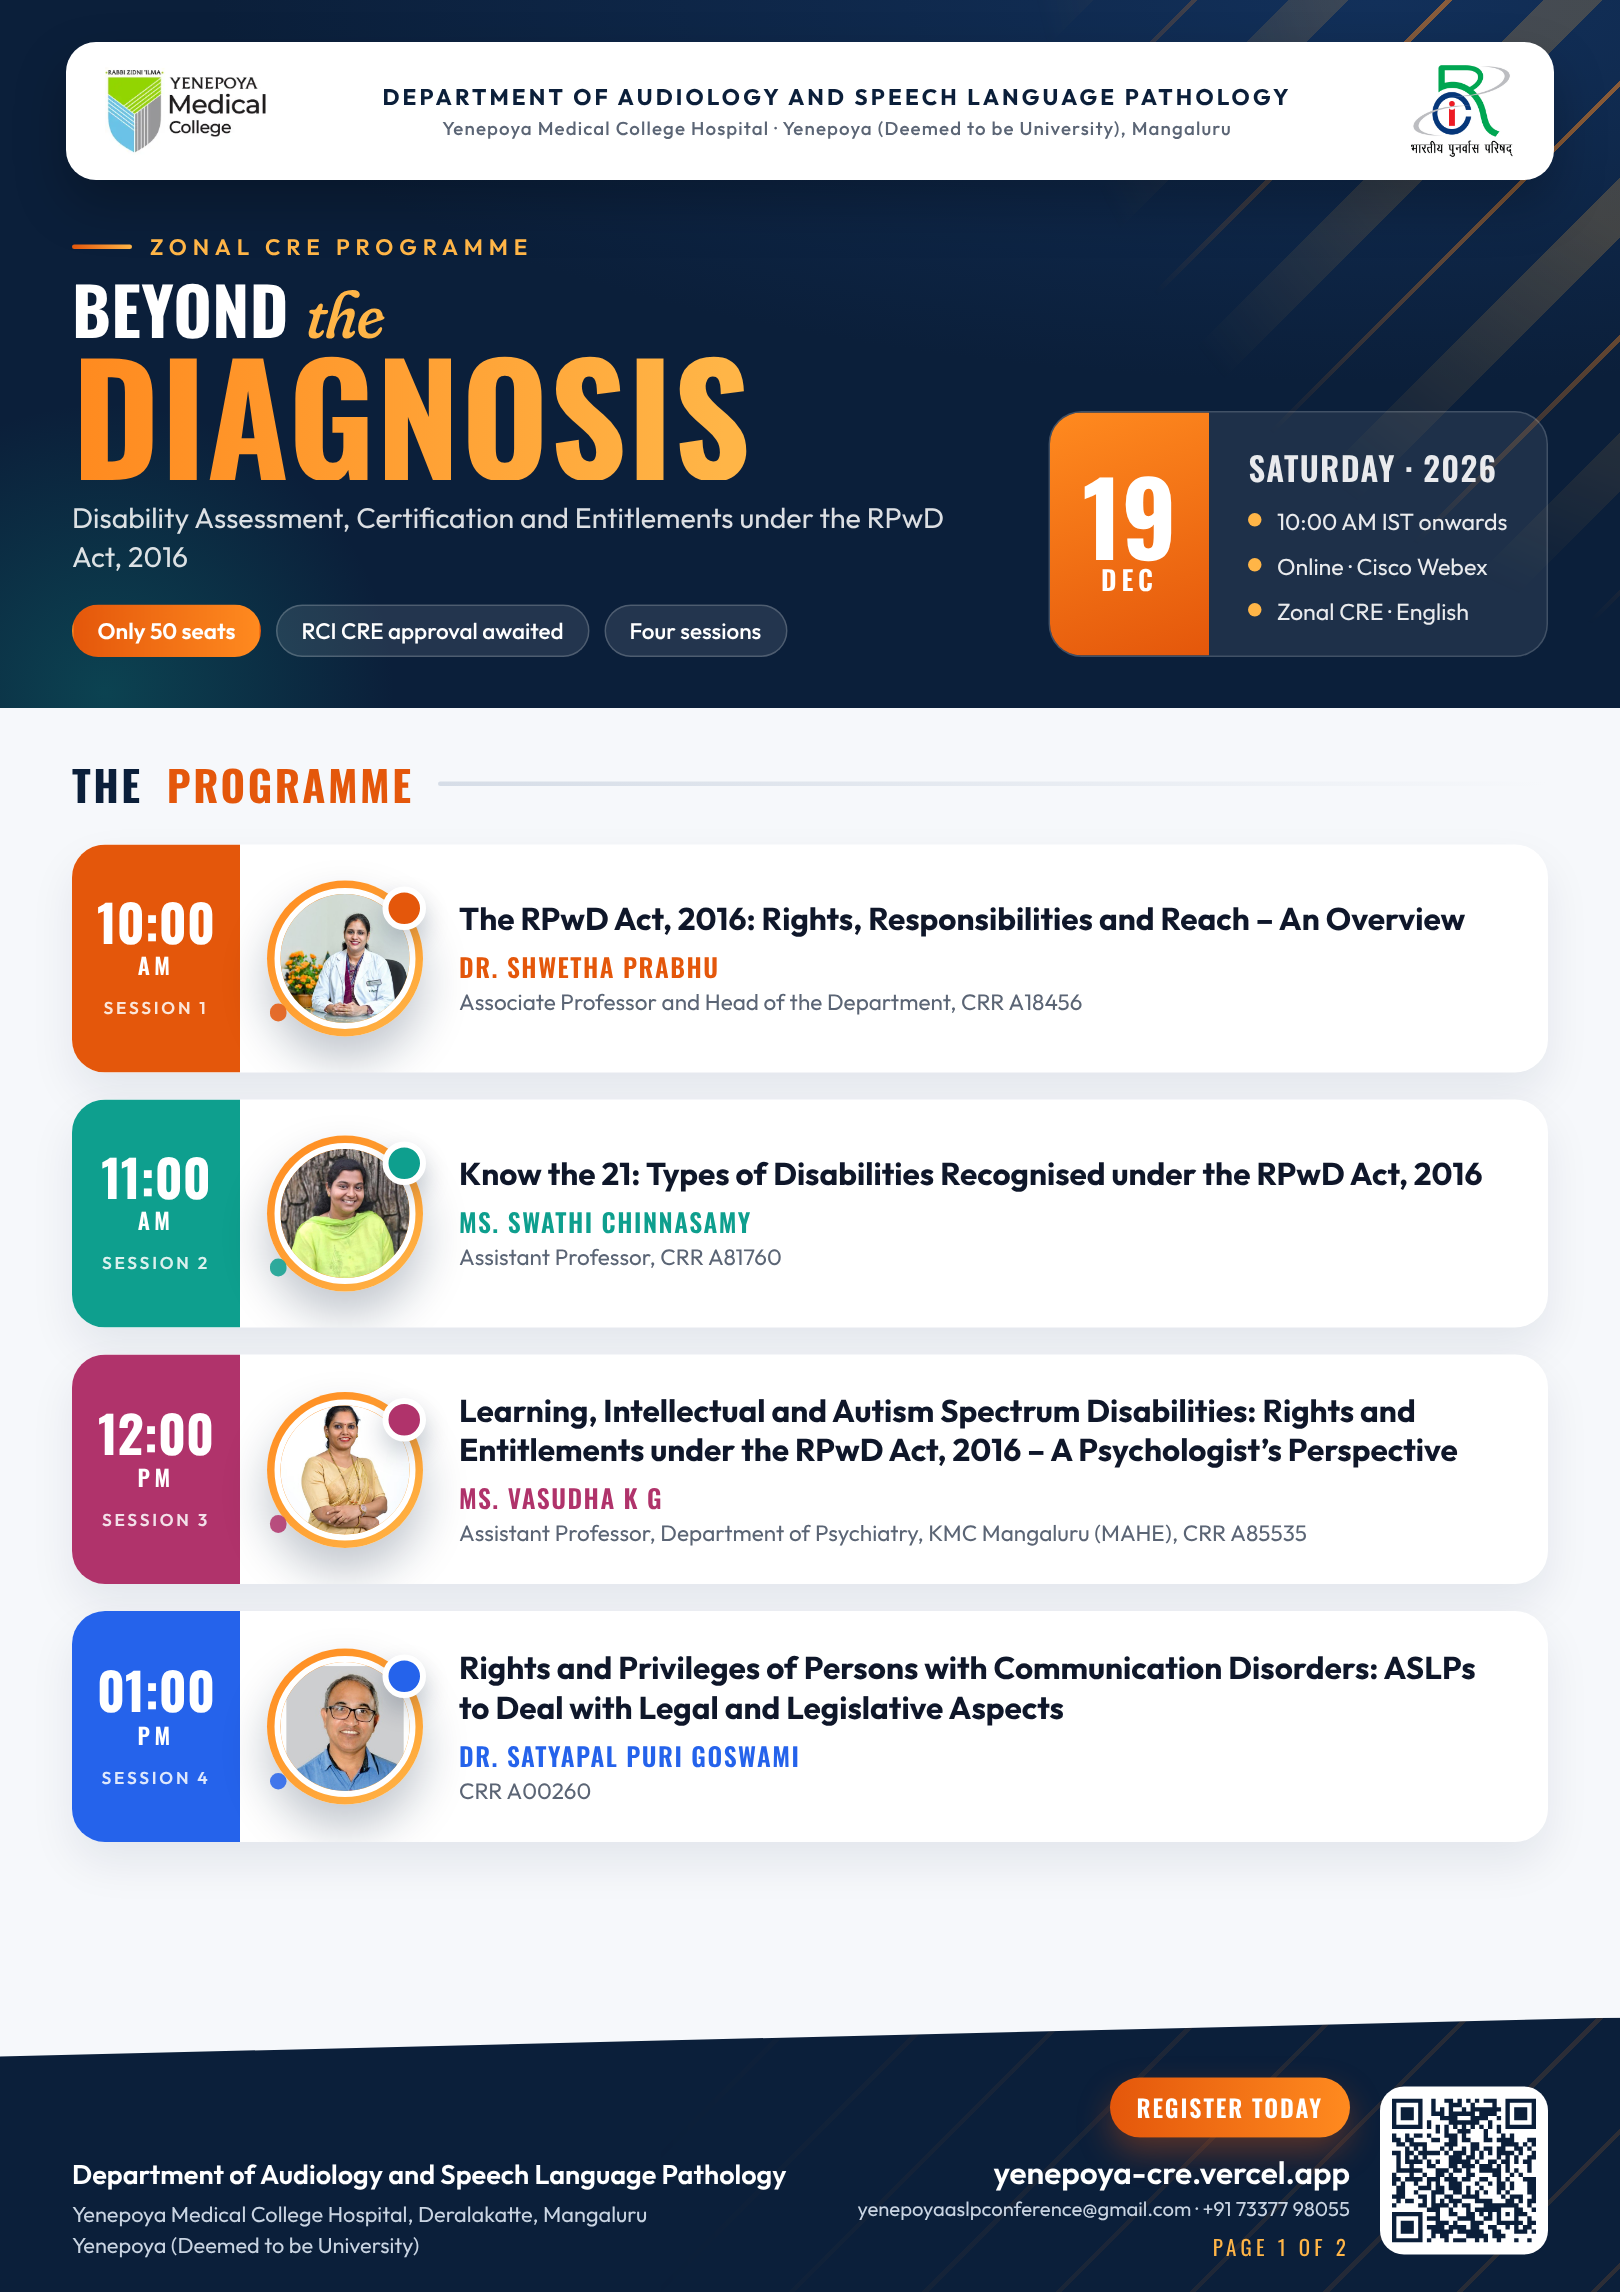 RABBI ZIDNI 'ILMA
YENEPOYA
Medical
College
DEPARTMENT OF AUDIOLOGY AND SPEECH LANGUAGE PATHOLOGY
Yenepoya Medical College Hospital · Yenepoya (Deemed to be University), Mangaluru
RCI
भारतीय पुनर्वास परिषद्
ZONAL CRE PROGRAMME
BEYOND the
DIAGNOSIS
Disability Assessment, Certification and Entitlements under the RPwD
Act, 2016
Only 50 seats
RCI CRE approval awaited
Four sessions
19
DEC
SATURDAY · 2026
10:00 AM IST onwards
Online · Cisco Webex
Zonal CRE · English
THE PROGRAMME
10:00
AM
SESSION 1
The RPwD Act, 2016: Rights, Responsibilities and Reach – An Overview
DR. SHWETHA PRABHU
Associate Professor and Head of the Department, CRR A18456
11:00
AM
SESSION 2
Know the 21: Types of Disabilities Recognised under the RPwD Act, 2016
MS. SWATHI CHINNASAMY
Assistant Professor, CRR A81760
12:00
PM
SESSION 3
Learning, Intellectual and Autism Spectrum Disabilities: Rights and
Entitlements under the RPwD Act, 2016 – A Psychologist's Perspective
MS. VASUDHA K G
Assistant Professor, Department of Psychiatry, KMC Mangaluru (MAHE), CRR A85535
01:00
PM
SESSION 4
Rights and Privileges of Persons with Communication Disorders: ASLPs
to Deal with Legal and Legislative Aspects
DR. SATYAPAL PURI GOSWAMI
CRR A00260
Department of Audiology and Speech Language Pathology
Yenepoya Medical College Hospital, Deralakatte, Mangaluru
Yenepoya (Deemed to be University)
REGISTER TODAY
yenepoya-cre.vercel.app
yenepoyaaslpconference@gmail.com · +91 73377 98055
PAGE 1 OF 2